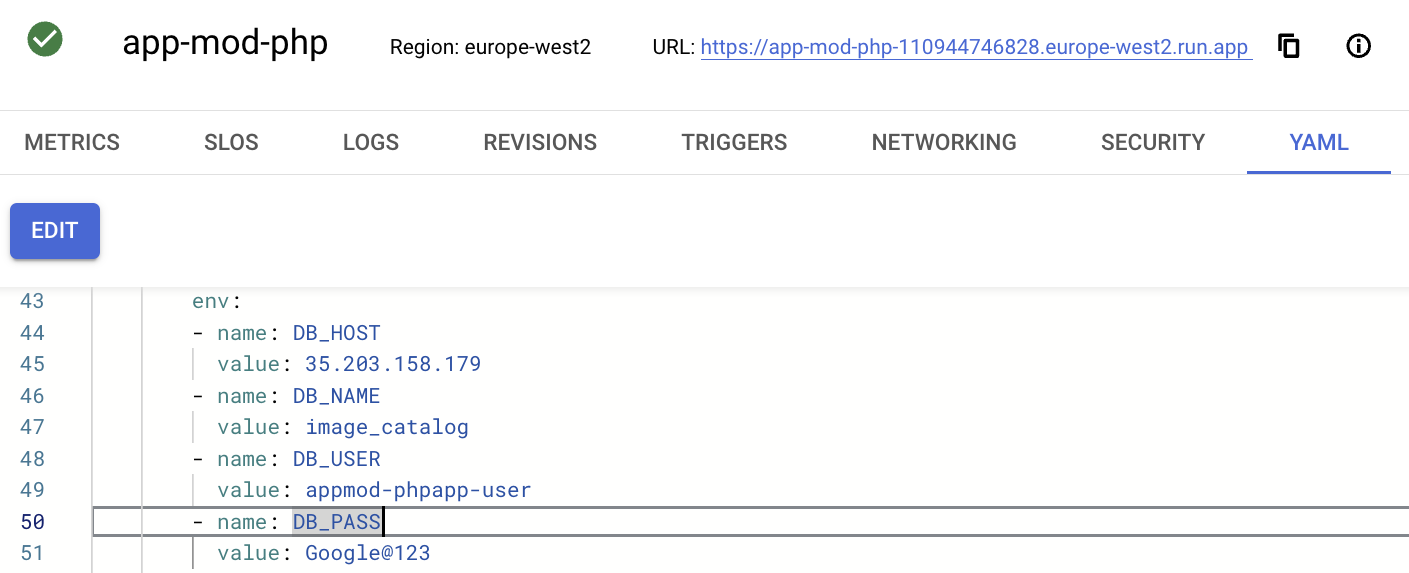 app-mod-php Region: europe-west2 URL: https://app-mod-php-110944746828.europe-west2.run.app
METRICS SLOS LOGS REVISIONS TRIGGERS NETWORKING SECURITY YAML
EDIT
43 env:
44 - name: DB_HOST
45 value: 35.203.158.179
46 - name: DB_NAME
47 value: image_catalog
48 - name: DB_USER
49 value: appmod-phpapp-user
50 - name: DB_PASS
51 value: Google@123